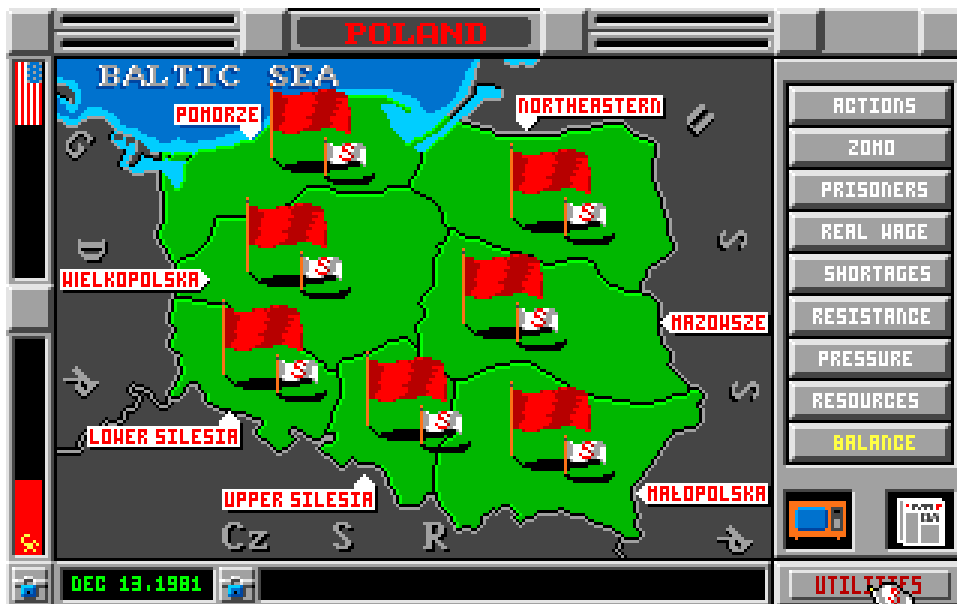 POLAND
BALTIC SEA
POMORZE
NORTHEASTERN
ACTIONS
ZOMO
PRISONERS
REAL WAGE
SHORTAGES
RESISTANCE
PRESSURE
RESOURCES
BALANCE
G
D
R
U
S
S
R
WIELKOPOLSKA
MAZOWSZE
LOWER SILESIA
UPPER SILESIA
MAŁOPOLSKA
Cz S R
S
S
S
S
S
S
S
DEC 13.1981
UTILITIES
S